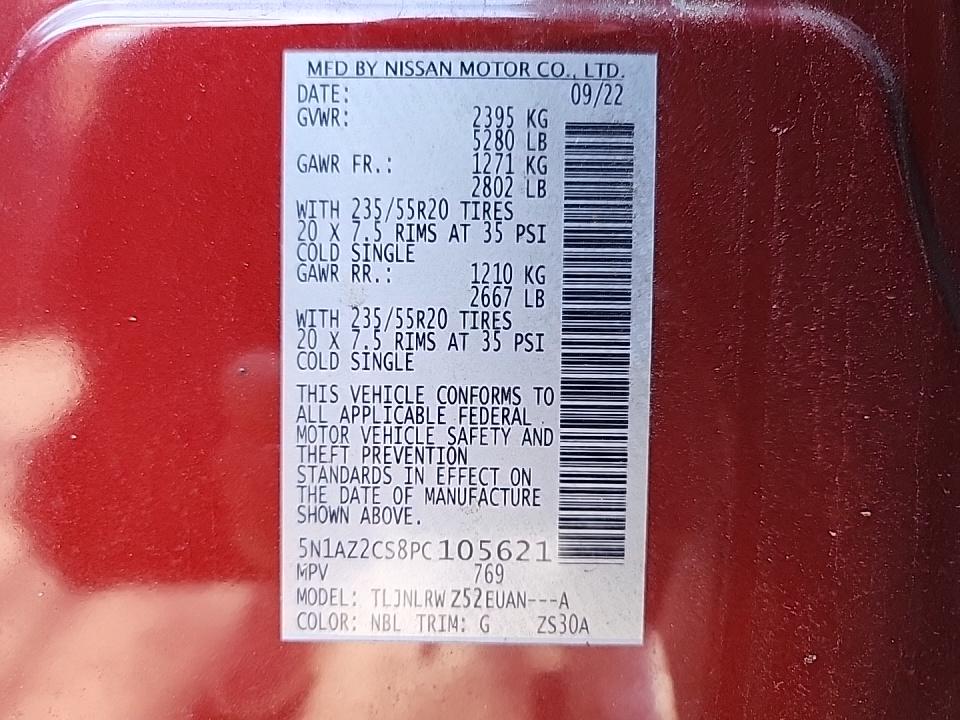 MFD BY NISSAN MOTOR CO., LTD.
DATE: 09/22
GVWR: 2395 KG
5280 LB
GAWR FR.: 1271 KG
2802 LB
WITH 235/55R20 TIRES
20 X 7.5 RIMS AT 35 PSI
COLD SINGLE
GAWR RR.: 1210 KG
2667 LB
WITH 235/55R20 TIRES
20 X 7.5 RIMS AT 35 PSI
COLD SINGLE
THIS VEHICLE CONFORMS TO
ALL APPLICABLE FEDERAL
MOTOR VEHICLE SAFETY AND
THEFT PREVENTION
STANDARDS IN EFFECT ON
THE DATE OF MANUFACTURE
SHOWN ABOVE.
5N1AZ2CS8PC105621
MPV 769
MODEL: TLJNLRWZ52EUAN---A
COLOR: NBL TRIM: G ZS30A